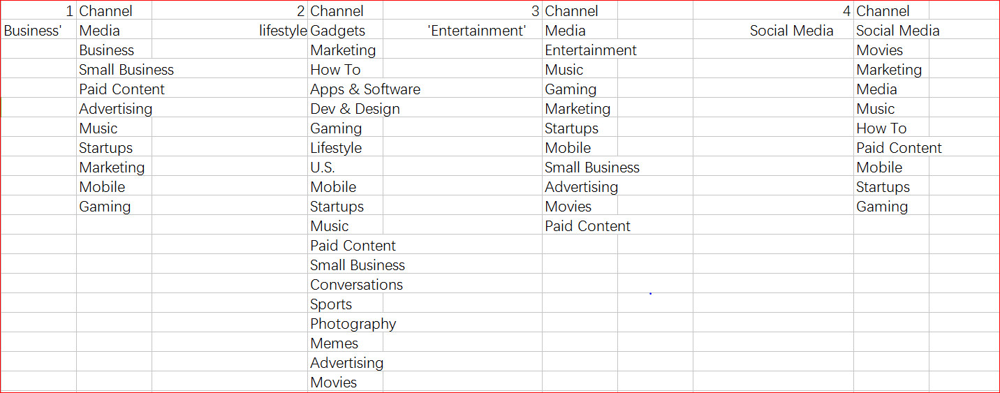 1 Channel 2 Channel 3 Channel 4 Channel
Business' Media lifestyle Gadgets 'Entertainment' Media Social Media Social Media
Business Marketing Entertainment Movies
Small Business How To Music Marketing
Paid Content Apps & Software Gaming Media
Advertising Dev & Design Marketing Music
Music Gaming Startups How To
Startups Lifestyle Mobile Paid Content
Marketing U.S. Small Business Mobile
Mobile Mobile Advertising Startups
Gaming Startups Movies Gaming
Music Paid Content
Paid Content
Small Business
Conversations
Sports
Photography
Memes
Advertising
Movies